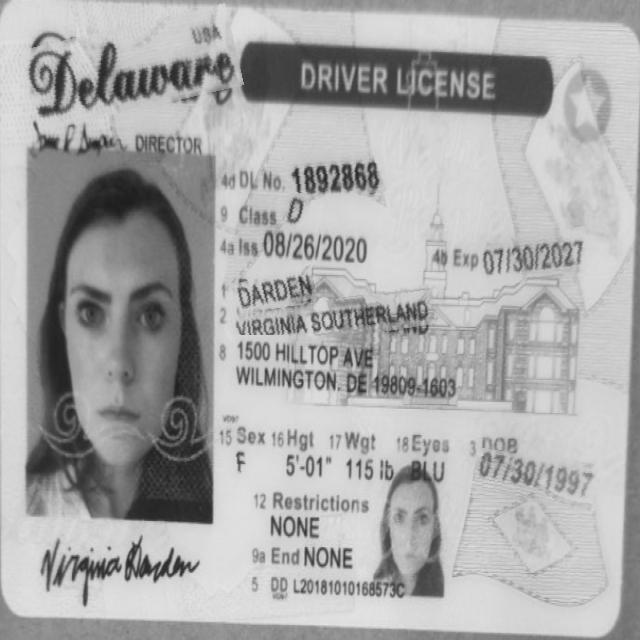 USA
Delaware
DRIVER LICENSE
DIRECTOR
4d DL No. 1892868
9 Class D
4a Iss 08/26/2020 4b Exp 07/30/2027
1 DARDEN
2 VIRGINIA SOUTHERLAND
8 1500 HILLTOP AVE
WILMINGTON, DE 19809-1603
15 Sex 16 Hgt 17 Wgt 18 Eyes 3 DOB
F 5'-01" 115 lb BLU 07/30/1997
12 Restrictions
NONE
9a End NONE
5 DD L20181010168573C
Virginia Darden